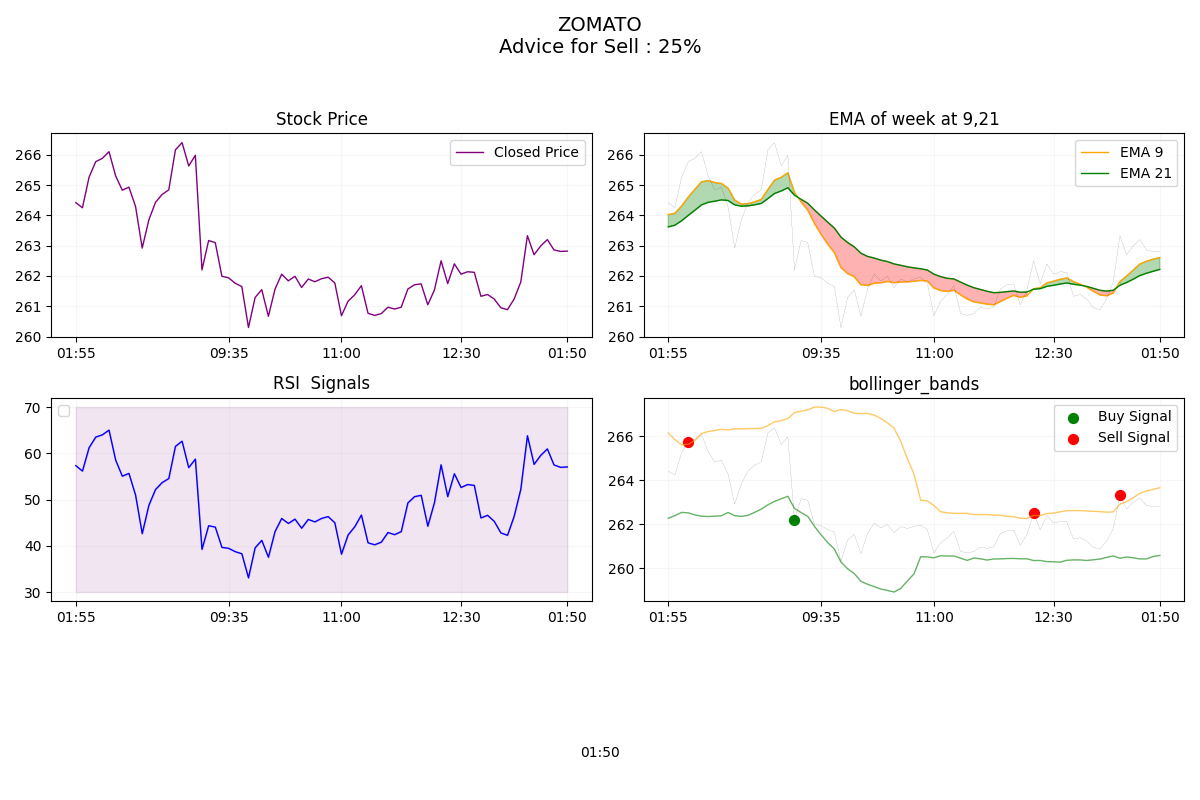 ZOMATO
Advice for Sell : 25%
Stock Price
Closed Price
266
265
264
263
262
261
260
01:55 09:35 11:00 12:30 01:50
EMA of week at 9,21
EMA 9
EMA 21
266
265
264
263
262
261
260
01:55 09:35 11:00 12:30 01:50
RSI  Signals
70
60
50
40
30
01:55 09:35 11:00 12:30 01:50
bollinger_bands
Buy Signal
Sell Signal
266
264
262
260
01:55 09:35 11:00 12:30 01:50
01:50